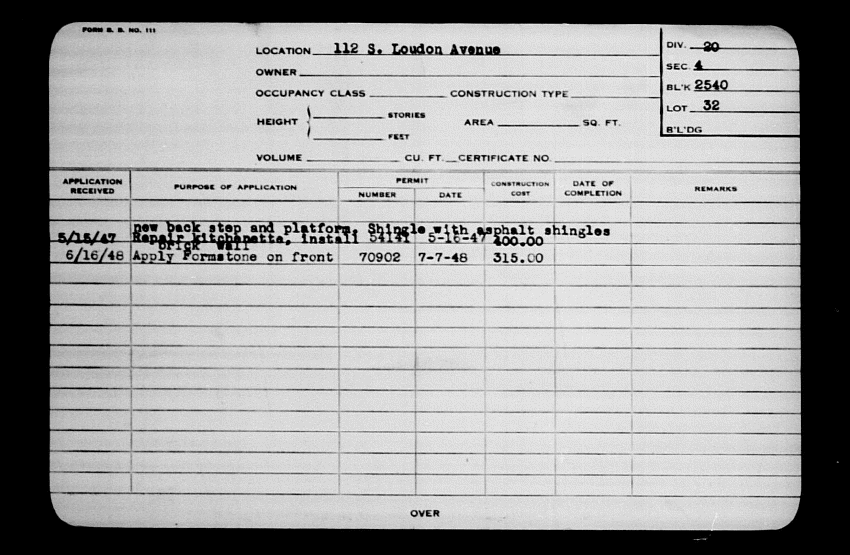 FORM B. B. NO. 111
LOCATION 112 S. Loudon Avenue
DIV. 20
OWNER
SEC. 4
OCCUPANCY CLASS CONSTRUCTION TYPE
BL'K 2540
HEIGHT STORIES AREA SQ. FT.
LOT 32
FEET
B'L'DG
VOLUME CU. FT. CERTIFICATE NO.
APPLICATION RECEIVED PURPOSE OF APPLICATION PERMIT NUMBER DATE CONSTRUCTION COST DATE OF COMPLETION REMARKS
new back step and platform. Shingle with asphalt shingles
5/15/47 Repair kitchenette, install 54141 5-16-47 400.00
brick wall
6/16/48 Apply Formstone on front 70902 7-7-48 315.00
OVER